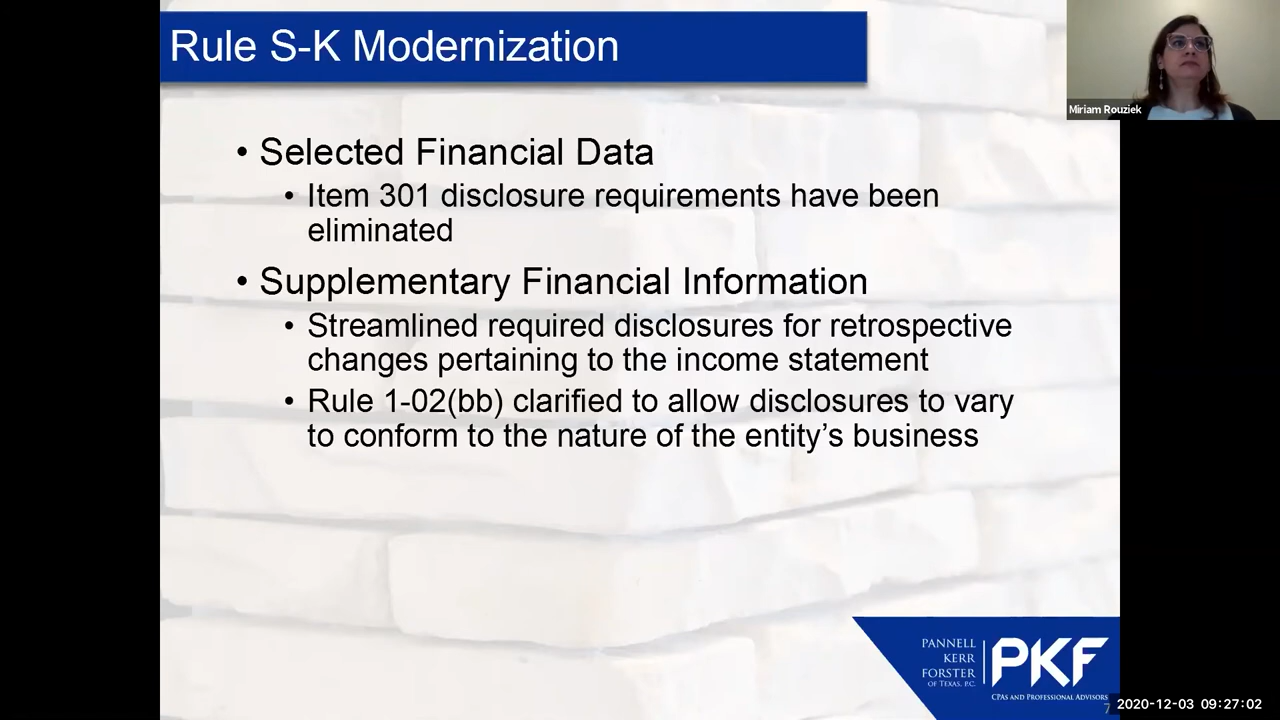 Rule S-K Modernization
Miriam Rouziek
• Selected Financial Data
• Item 301 disclosure requirements have been
eliminated
• Supplementary Financial Information
• Streamlined required disclosures for retrospective
changes pertaining to the income statement
• Rule 1-02(bb) clarified to allow disclosures to vary
to conform to the nature of the entity’s business
PANNELL
KERR
FORSTER
OF TEXAS, P.C.
PKF
CPAS AND PROFESSIONAL ADVISORS
7
2020-12-03 09:27:02